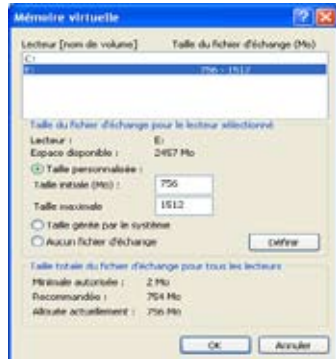 Mémoire virtuelle
Lecteur [nom de volume] Taille du fichier d'échange (Mo)
C:
E: 756 - 1512
Taille du fichier d'échange pour le lecteur sélectionné
Lecteur : E:
Espace disponible : 2457 Mo
Taille personnalisée :
Taille initiale (Mo) : 756
Taille maximale 1512
Taille gérée par le système
Aucun fichier d'échange Définir
Taille totale du fichier d'échange pour tous les lecteurs
Minimale autorisée : 2 Mo
Recommandée : 754 Mo
Allouée actuellement : 756 Mo
OK Annuler